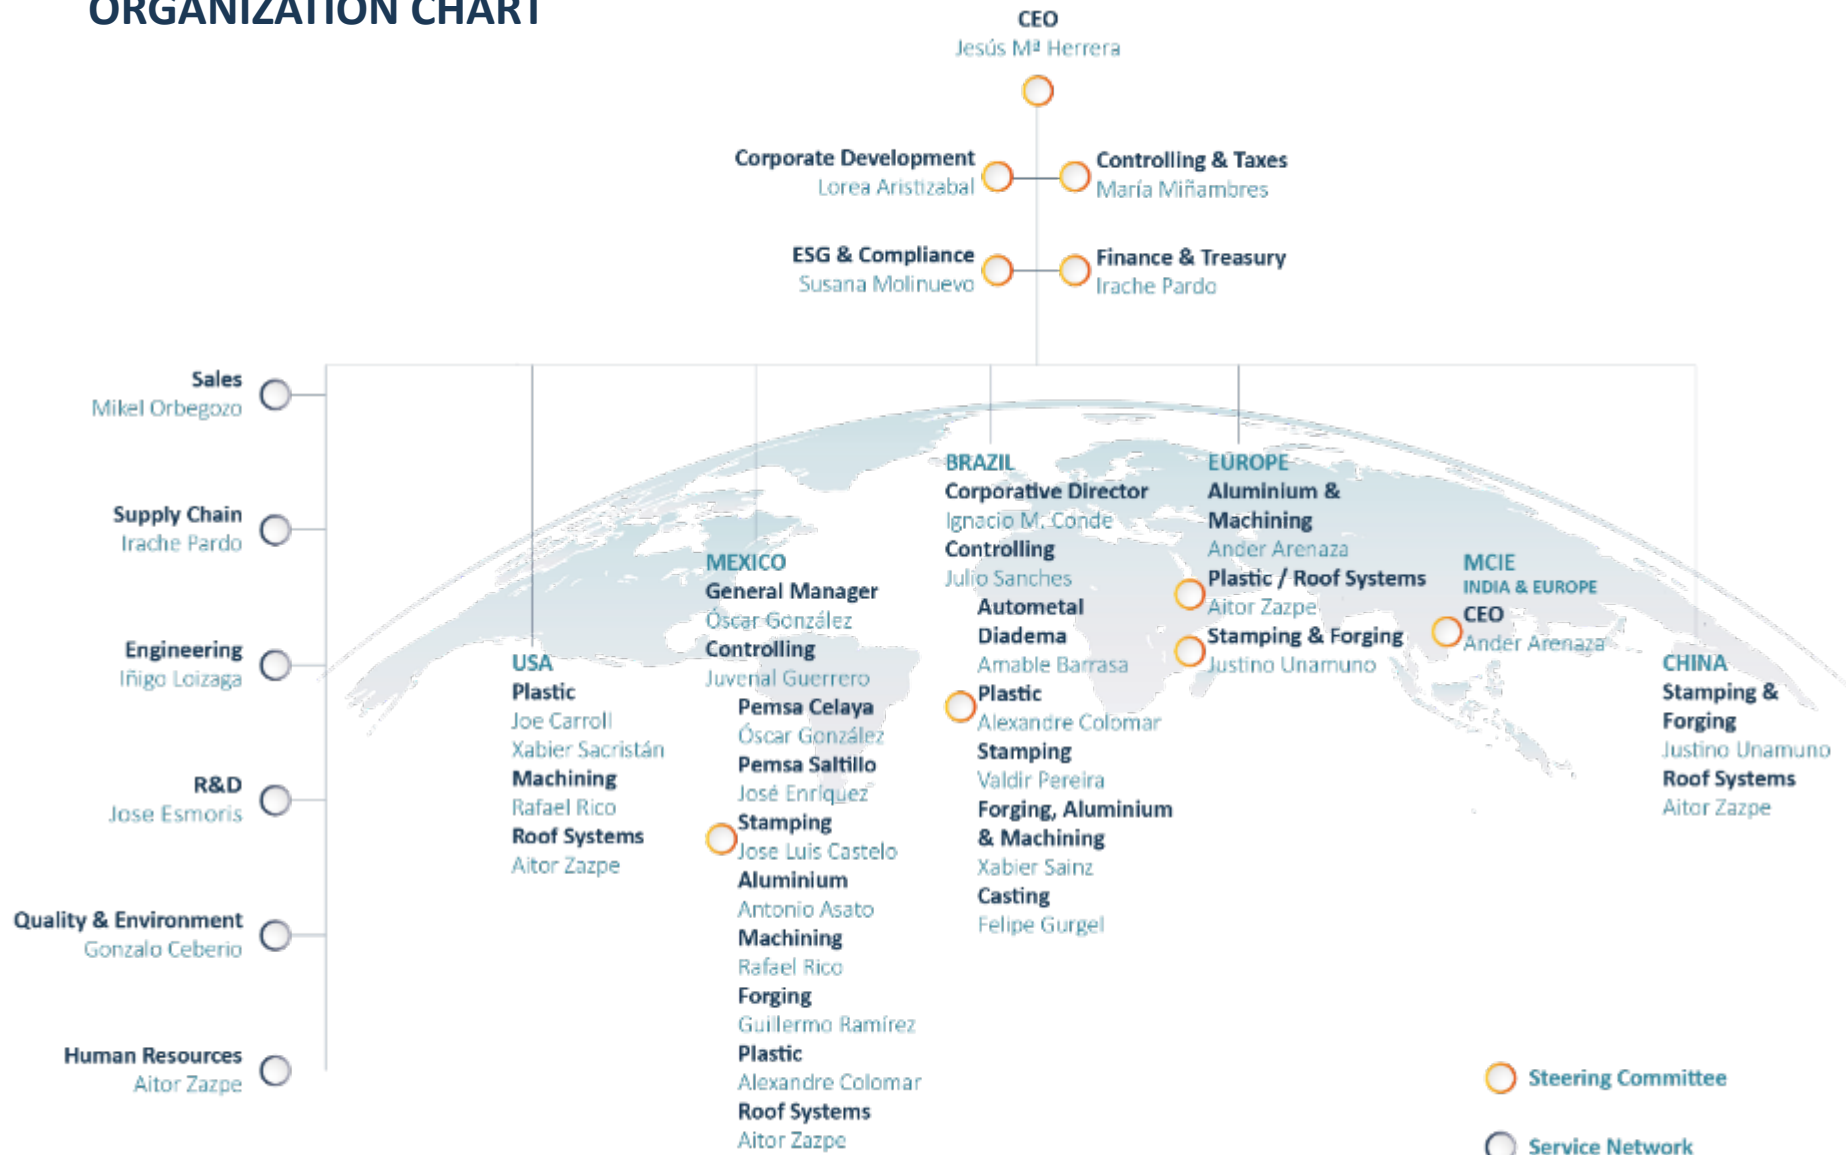 ORGANIZATION CHART
CEO
Jesús Mª Herrera
Corporate Development
Lorea Aristizabal
Controlling & Taxes
María Miñambres
ESG & Compliance
Susana Molinuevo
Finance & Treasury
Irache Pardo
Sales
Mikel Orbegozo
Supply Chain
Irache Pardo
Engineering
Iñigo Loizaga
R&D
Jose Esmoris
Quality & Environment
Gonzalo Ceberio
Human Resources
Aitor Zazpe
USA
Plastic
Joe Carroll
Xabier Sacristán
Machining
Rafael Rico
Roof Systems
Aitor Zazpe
MEXICO
General Manager
Óscar González
Controlling
Juvenal Guerrero
Pemsa Celaya
Óscar González
Pemsa Saltillo
José Enríquez
Stamping
Jose Luis Castelo
Aluminium
Antonio Asato
Machining
Rafael Rico
Forging
Guillermo Ramírez
Plastic
Alexandre Colomar
Roof Systems
Aitor Zazpe
BRAZIL
Corporative Director
Ignacio M. Conde
Controlling
Julio Sanches
Autometal
Diadema
Amable Barrasa
Plastic
Alexandre Colomar
Stamping
Valdir Pereira
Forging, Aluminium
& Machining
Xabier Sainz
Casting
Felipe Gurgel
EUROPE
Aluminium &
Machining
Ander Arenaza
Plastic / Roof Systems
Aitor Zazpe
Stamping & Forging
Justino Unamuno
MCIE
INDIA & EUROPE
CEO
Ander Arenaza
CHINA
Stamping &
Forging
Justino Unamuno
Roof Systems
Aitor Zazpe
Steering Committee
Service Network